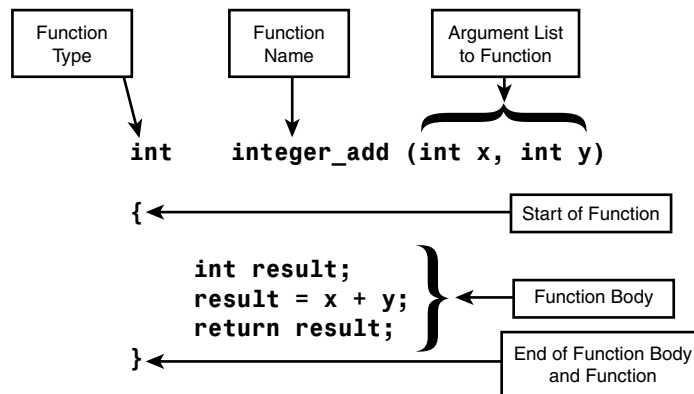 Function
Type
Function
Name
Argument List
to Function
int integer_add (int x, int y)
{
Start of Function
int result;
result = x + y;
return result;
}
Function Body
}
End of Function Body
and Function